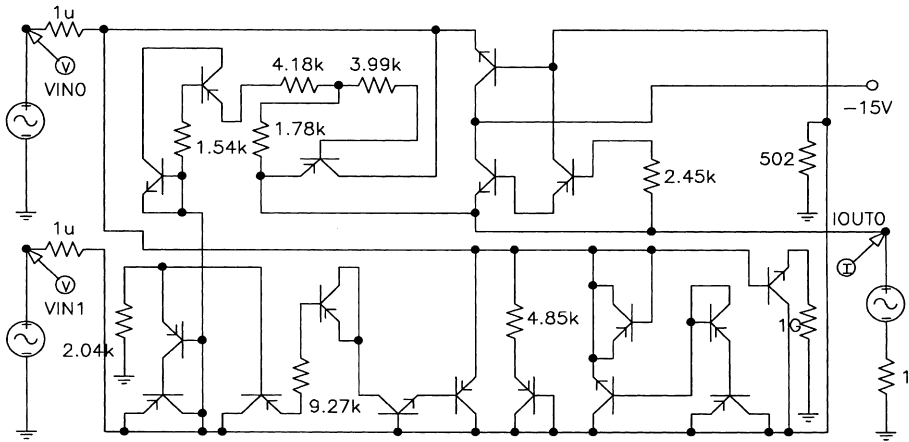 1u
V
VIN0
4.18k
3.99k
1.54k
1.78k
-15V
502
2.45k
IOUT0
I
1u
V
VIN1
2.04k
9.27k
4.85k
1G
1